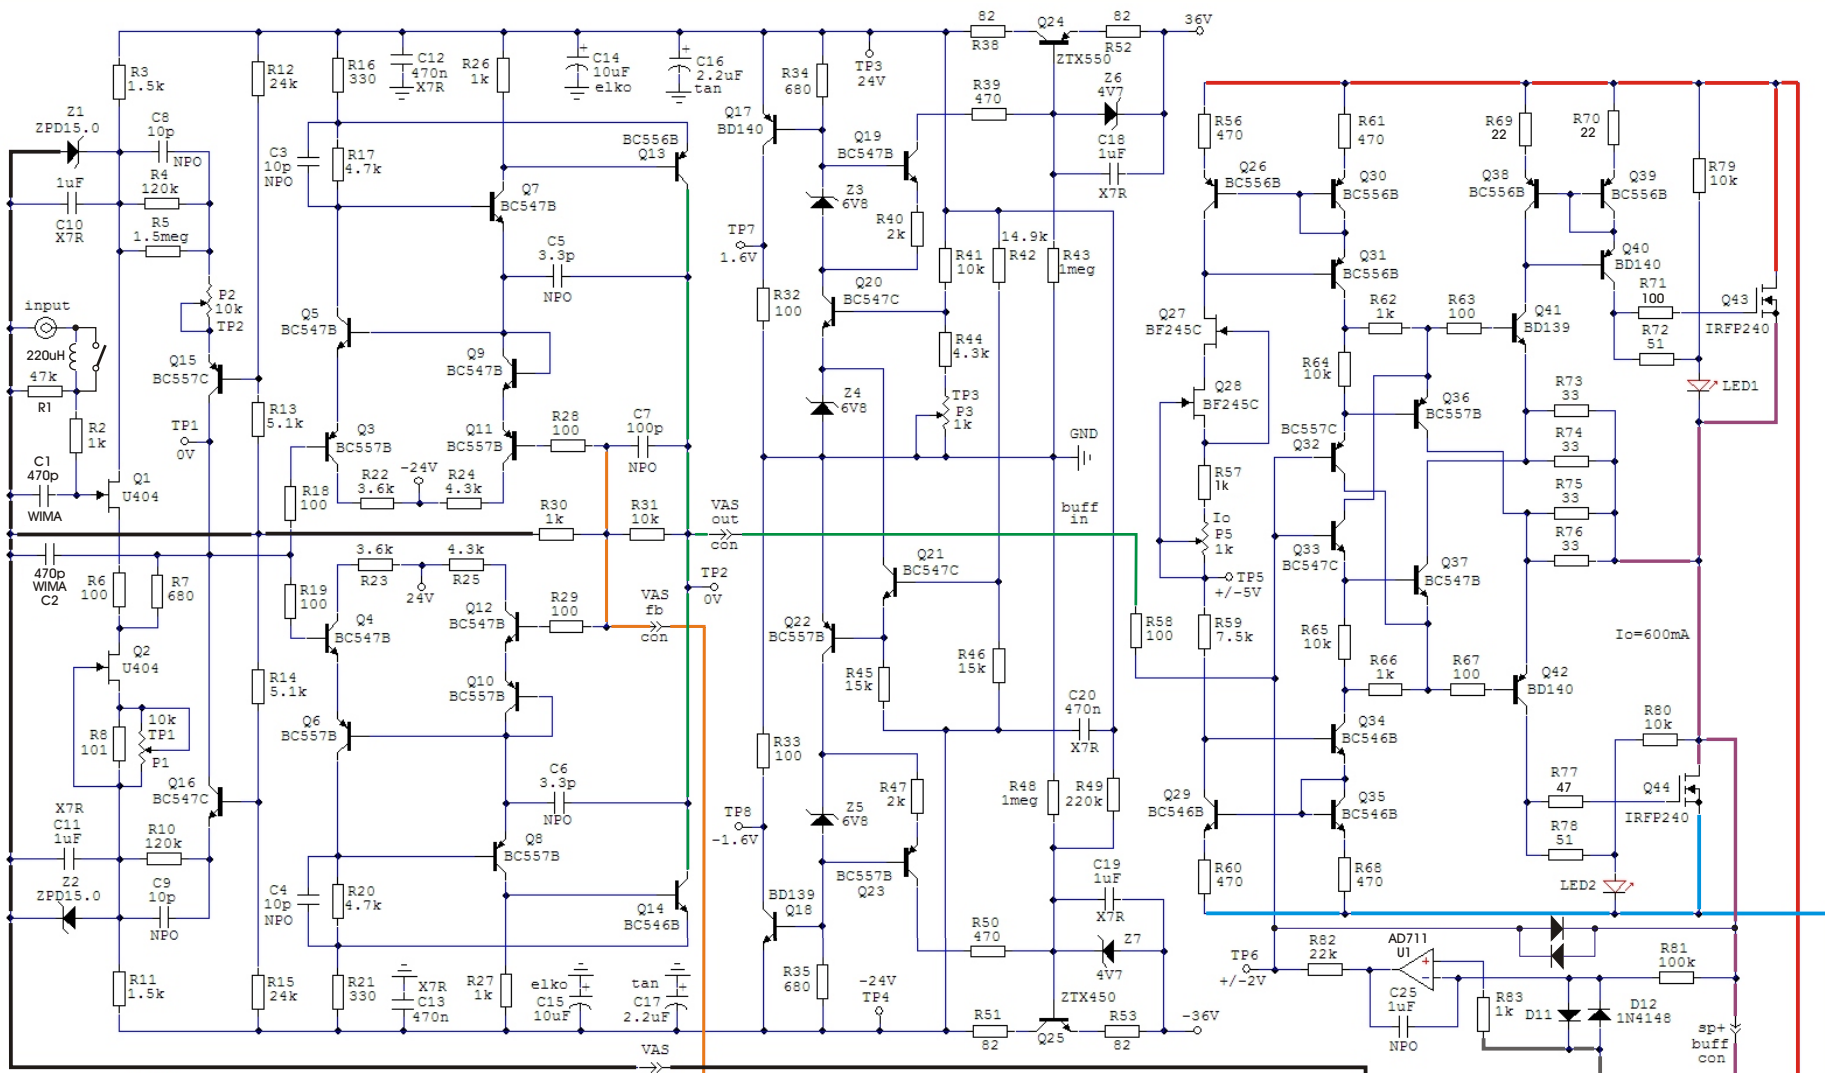 R3
1.5k
Z1
ZPD15.0
C8
10p
NPO
R4
120k
1uF
C10
X7R
R5
1.5meg
P2
10k
TP2
input
220uH
47k
R1
R2
1k
C1
470p
WIMA
Q1
U404
Q15
BC557C
TP1
0V
470p
WIMA
C2
R6
100
R7
680
Q2
U404
R8
101
10k
TP1
P1
Q16
BC547C
X7R
C11
1uF
R10
120k
Z2
ZPD15.0
C9
10p
NPO
R11
1.5k
R12
24k
R13
5.1k
R14
5.1k
R15
24k
R16
330
C12
470n
X7R
R26
1k
C14
10uF
elko
C16
2.2uF
tan
C3
10p
NPO
R17
4.7k
Q7
BC547B
BC556B
Q13
C5
3.3p
NPO
Q5
BC547B
Q9
BC547B
Q3
BC557B
Q11
BC557B
R28
100
C7
100p
NPO
R22
3.6k
-24V
R24
4.3k
R18
100
R30
1k
R31
10k
VAS
out
con
3.6k
R23
4.3k
R25
24V
R19
100
Q4
BC547B
Q12
BC547B
R29
100
VAS
fb
con
TP2
0V
Q10
BC557B
Q6
BC557B
C6
3.3p
NPO
Q8
BC557B
C4
10p
NPO
R20
4.7k
Q14
BC546B
R21
330
X7R
C13
470n
R27
1k
elko
C15
10uF
tan
C17
2.2uF
VAS
Q17
BD140
R34
680
TP3
24V
Q19
BC547B
Z3
6V8
R40
2k
TP7
1.6V
R32
100
Q20
BC547C
Z4
6V8
R41
10k
14.9k
R42
R43
1meg
R44
4.3k
TP3
P3
1k
GND
buff
in
82
R38
Q24
ZTX550
82
R52
36V
R39
470
Z6
4V7
C18
1uF
X7R
Q21
BC547C
Q22
BC557B
R45
15k
R46
15k
C20
470n
X7R
R33
100
R47
2k
R48
1meg
R49
220k
TP8
-1.6V
Z5
6V8
BC557B
Q23
BD139
Q18
R35
680
-24V
TP4
R50
470
C19
1uF
X7R
Z7
4V7
ZTX450
R51
82
Q25
R53
82
-36V
R56
470
R61
470
R69
22
R70
22
R79
10k
Q26
BC556B
Q30
BC556B
Q38
BC556B
Q39
BC556B
Q31
BC556B
Q40
BD140
R71
100
Q43
IRFP240
Q27
BF245C
R62
1k
R63
100
Q41
BD139
R72
51
LED1
R64
10k
Q28
BF245C
Q36
BC557B
R73
33
R74
33
R75
33
R76
33
BC557C
Q32
R57
1k
Io
P5
1k
Q33
BC547C
Q37
BC547B
TP5
+/-5V
R58
100
R59
7.5k
R65
10k
Io=600mA
R66
1k
R67
100
Q42
BD140
R80
10k
Q34
BC546B
Q29
BC546B
Q35
BC546B
R77
47
Q44
IRFP240
R78
51
LED2
R60
470
R68
470
TP6
+/-2V
R82
22k
AD711
U1
+
-
C25
1uF
NPO
R83
1k
D11
D12
1N4148
R81
100k
sp+
buff
con